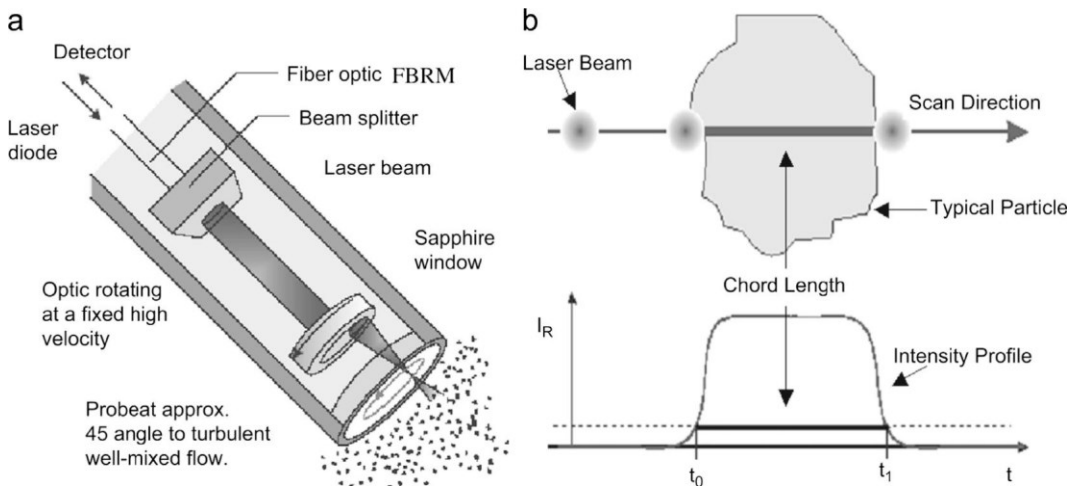 a
Detector
Fiber optic FBRM
Beam splitter
Laser
diode
Laser beam
Sapphire
window
Optic rotating
at a fixed high
velocity
Probeat approx.
45 angle to turbulent
well-mixed flow.
b
Laser Beam
Scan Direction
Typical Particle
Chord Length
I_R
Intensity Profile
t_0
t_1
t